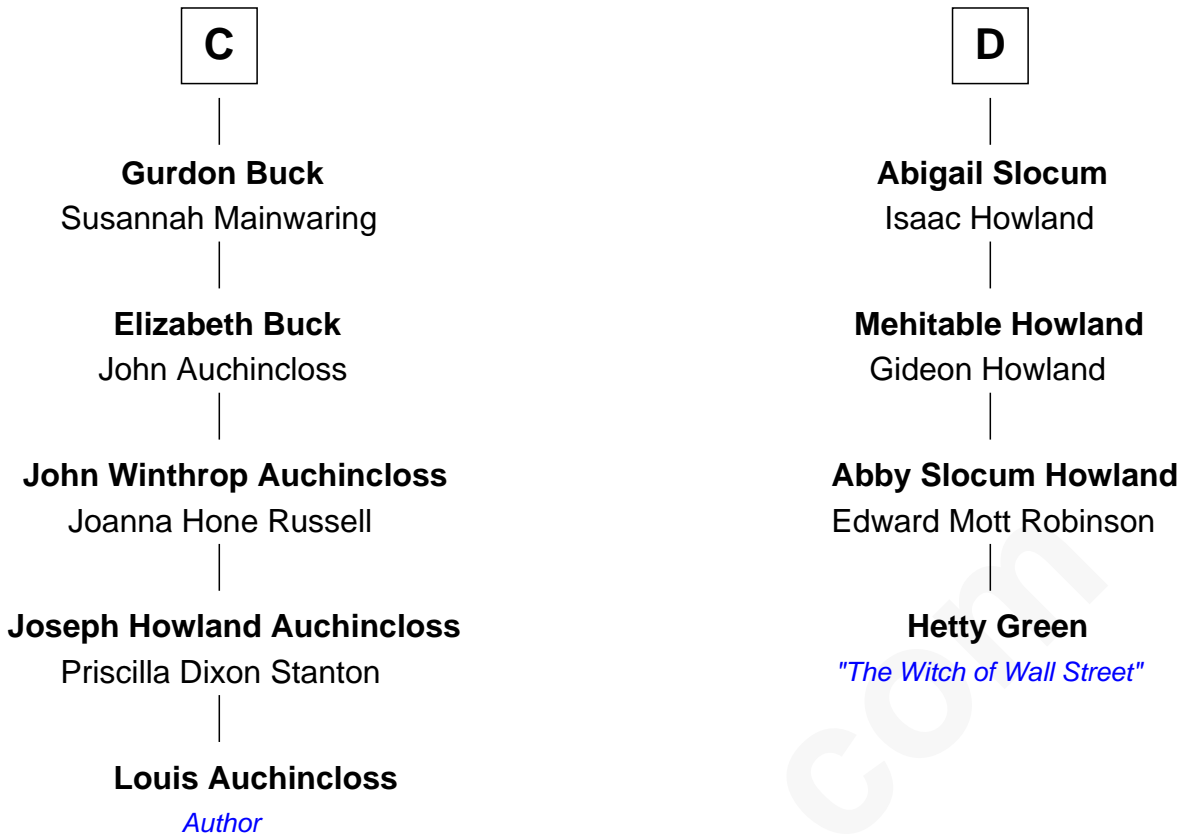 C
Gurdon Buck
Susannah Mainwaring
Elizabeth Buck
John Auchincloss
John Winthrop Auchincloss
Joanna Hone Russell
Joseph Howland Auchincloss
Priscilla Dixon Stanton
Louis Auchincloss
Author
D
Abigail Slocum
Isaac Howland
Mehitable Howland
Gideon Howland
Abby Slocum Howland
Edward Mott Robinson
Hetty Green
"The Witch of Wall Street"
com